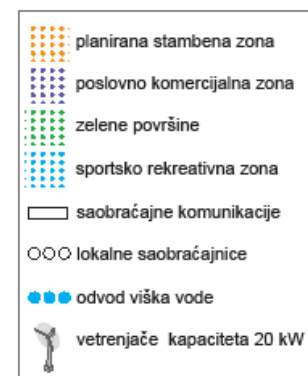 planirana stambena zona
poslovno komercijalna zona
zelene površine
sportsko rekreativna zona
saobraćajne komunikacije
lokalne saobraćajnice
odvod viška vode
vetrenjače kapaciteta 20 kW